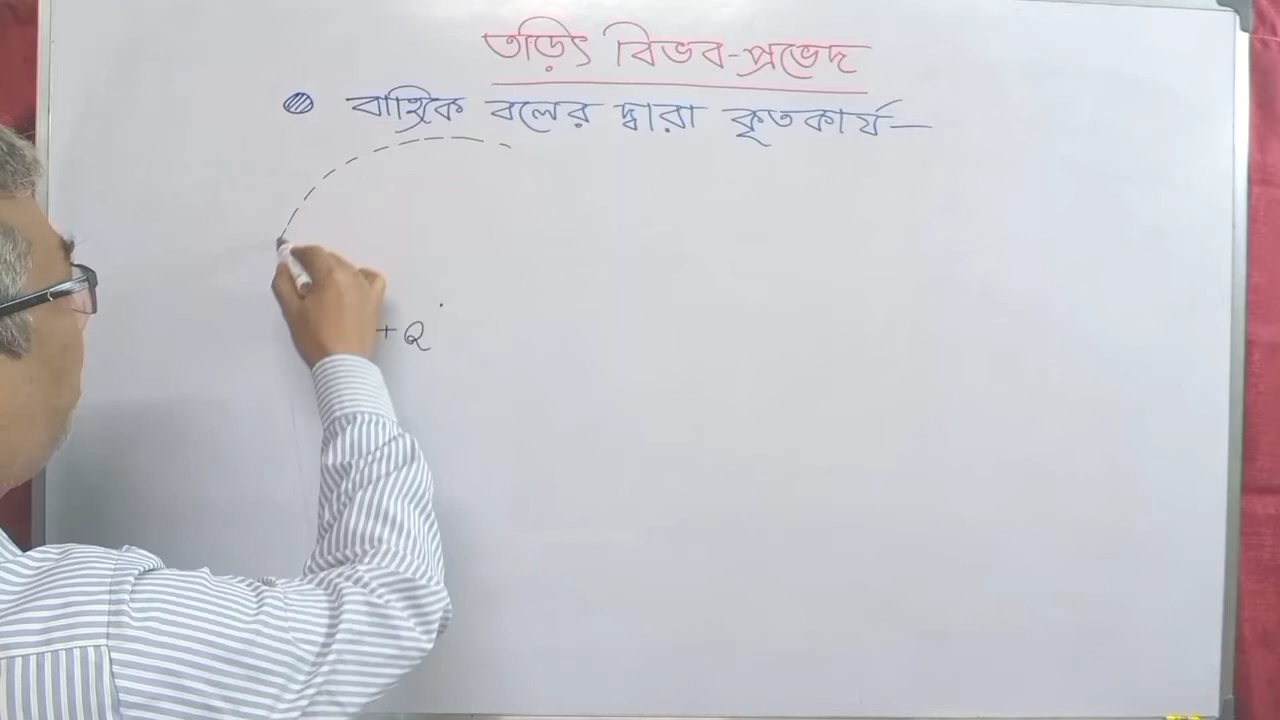 তড়িৎ বিভব-প্রভেদ
বাহ্যিক বলের দ্বারা কৃতকার্য —
+Q